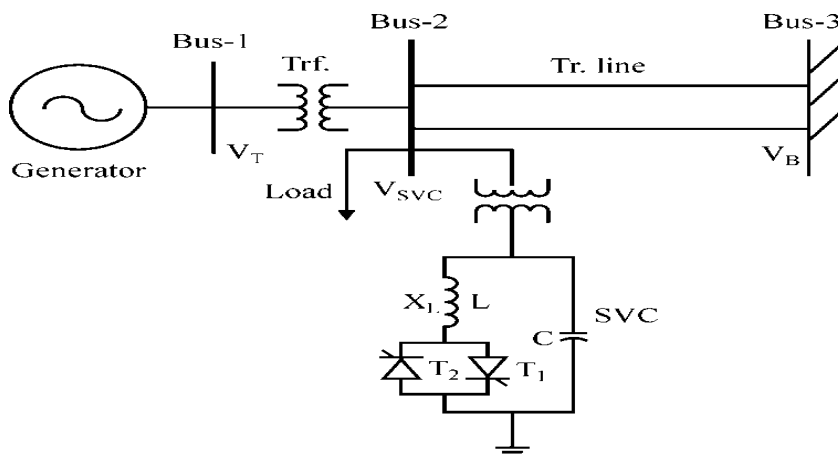 Bus-1
Trf.
Bus-2
Tr. line
Bus-3
Generator
V_T
Load
V_SVC
V_B
X_L
L
SVC
C
T_2
T_1